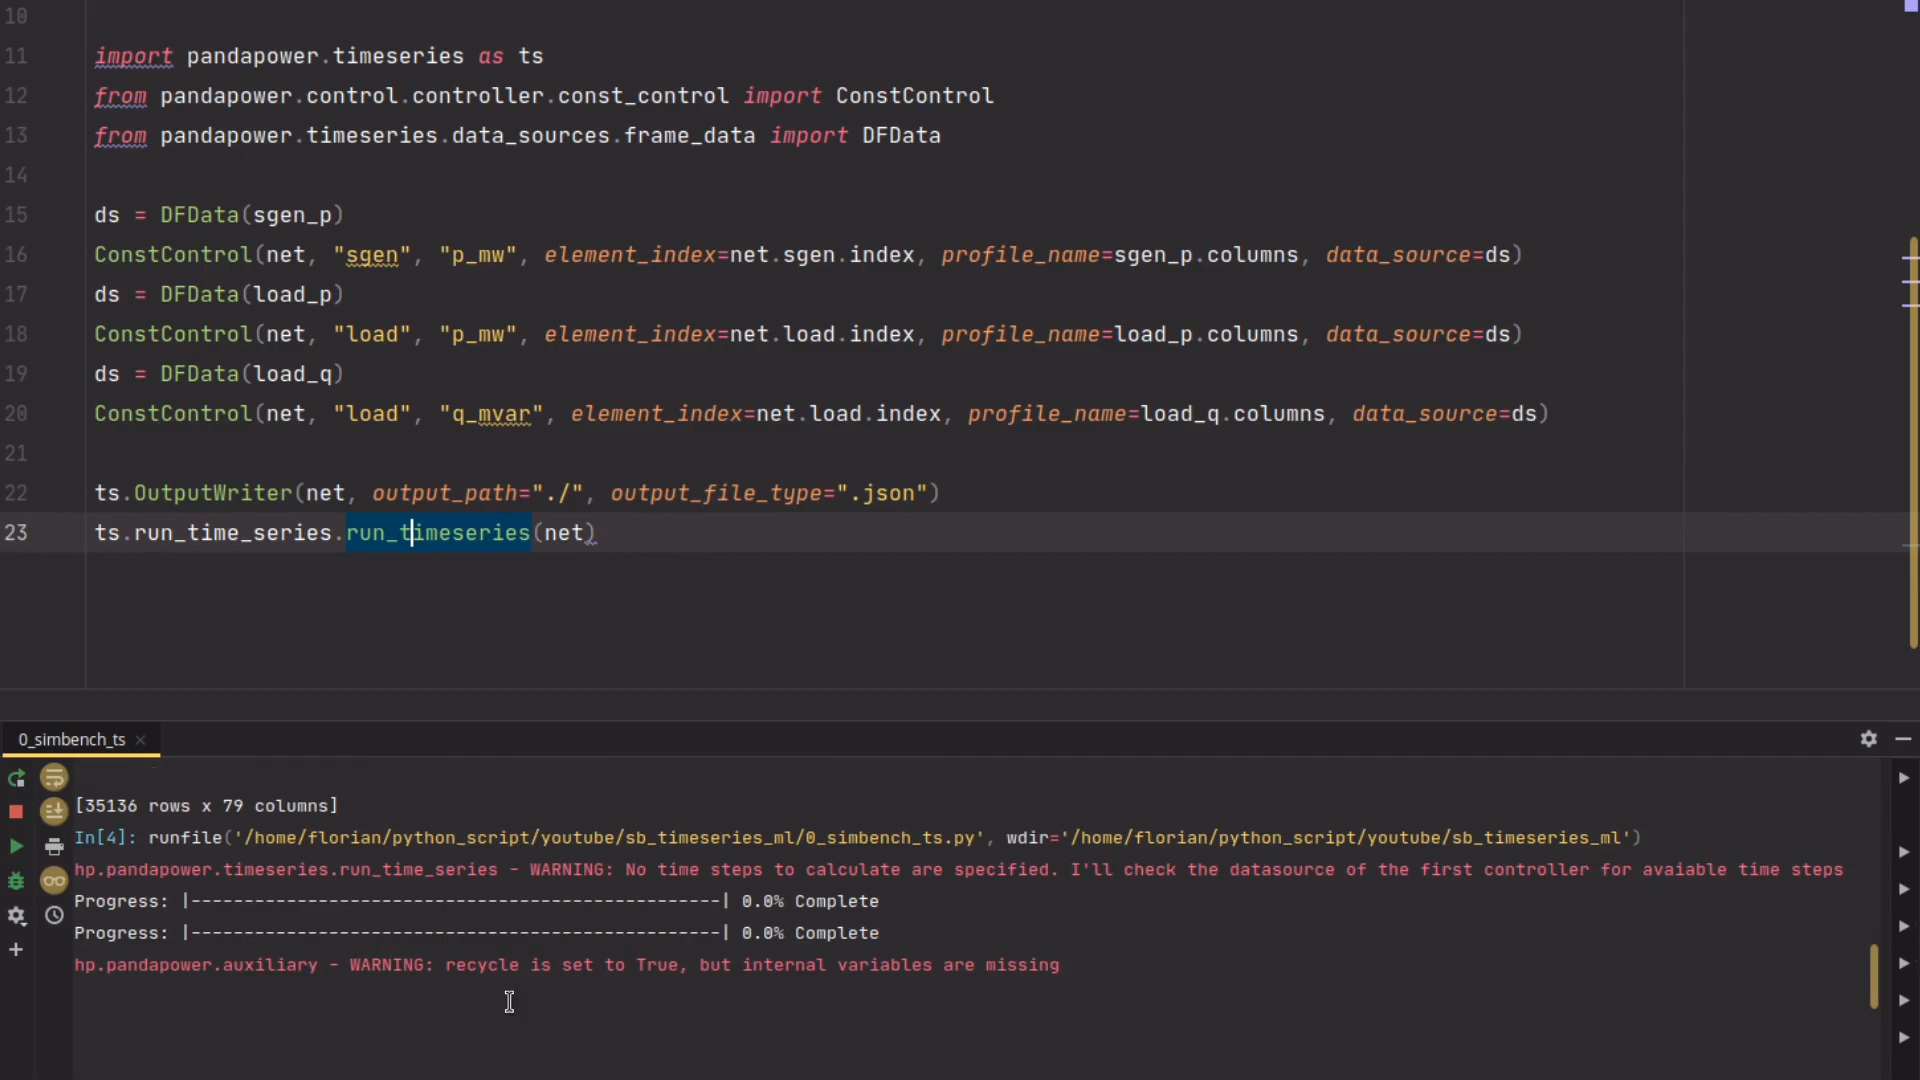 10
11 import pandapower.timeseries as ts
12 from pandapower.control.controller.const_control import ConstControl
13 from pandapower.timeseries.data_sources.frame_data import DFData
14
15 ds = DFData(sgen_p)
16 ConstControl(net, "sgen", "p_mw", element_index=net.sgen.index, profile_name=sgen_p.columns, data_source=ds)
17 ds = DFData(load_p)
18 ConstControl(net, "load", "p_mw", element_index=net.load.index, profile_name=load_p.columns, data_source=ds)
19 ds = DFData(load_q)
20 ConstControl(net, "load", "q_mvar", element_index=net.load.index, profile_name=load_q.columns, data_source=ds)
21
22 ts.OutputWriter(net, output_path="./", output_file_type=".json")
23 ts.run_time_series.run_timeseries(net)
0_simbench_ts
[35136 rows x 79 columns]
In[4]: runfile('/home/florian/python_script/youtube/sb_timeseries_ml/0_simbench_ts.py', wdir='/home/florian/python_script/youtube/sb_timeseries_ml')
hp.pandapower.timeseries.run_time_series - WARNING: No time steps to calculate are specified. I'll check the datasource of the first controller for avaiable time steps
Progress: |--------------------------------------------------| 0.0% Complete
Progress: |--------------------------------------------------| 0.0% Complete
hp.pandapower.auxiliary - WARNING: recycle is set to True, but internal variables are missing